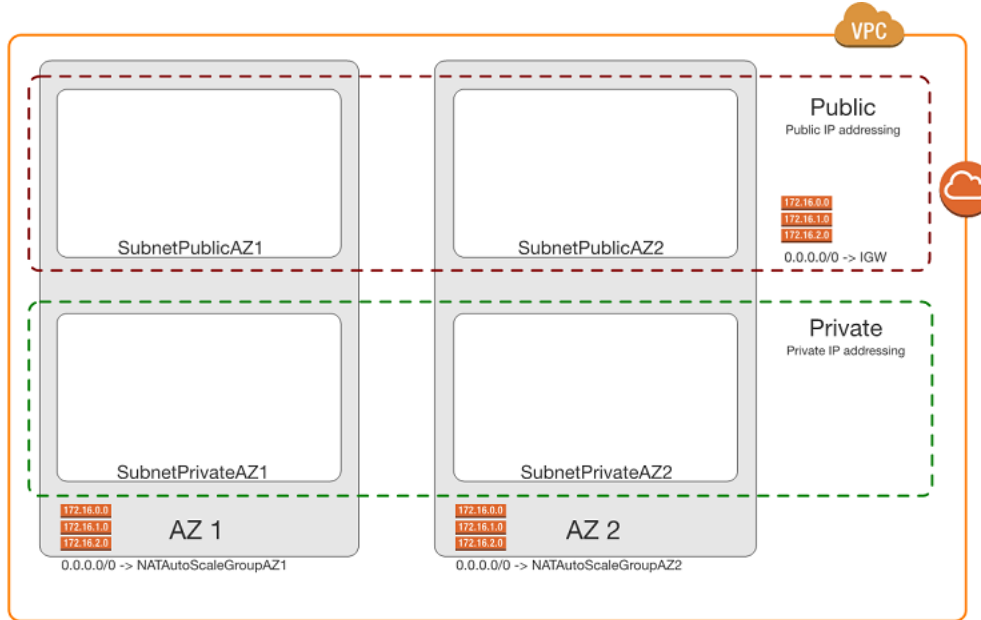 VPC
Public
Public IP addressing
172.16.0.0
172.16.1.0
172.16.2.0
SubnetPublicAZ1
SubnetPublicAZ2
0.0.0.0/0 -> IGW
Private
Private IP addressing
SubnetPrivateAZ1
SubnetPrivateAZ2
172.16.0.0
172.16.1.0
172.16.2.0
AZ 1
172.16.0.0
172.16.1.0
172.16.2.0
AZ 2
0.0.0.0/0 -> NATAutoScaleGroupAZ1
0.0.0.0/0 -> NATAutoScaleGroupAZ2